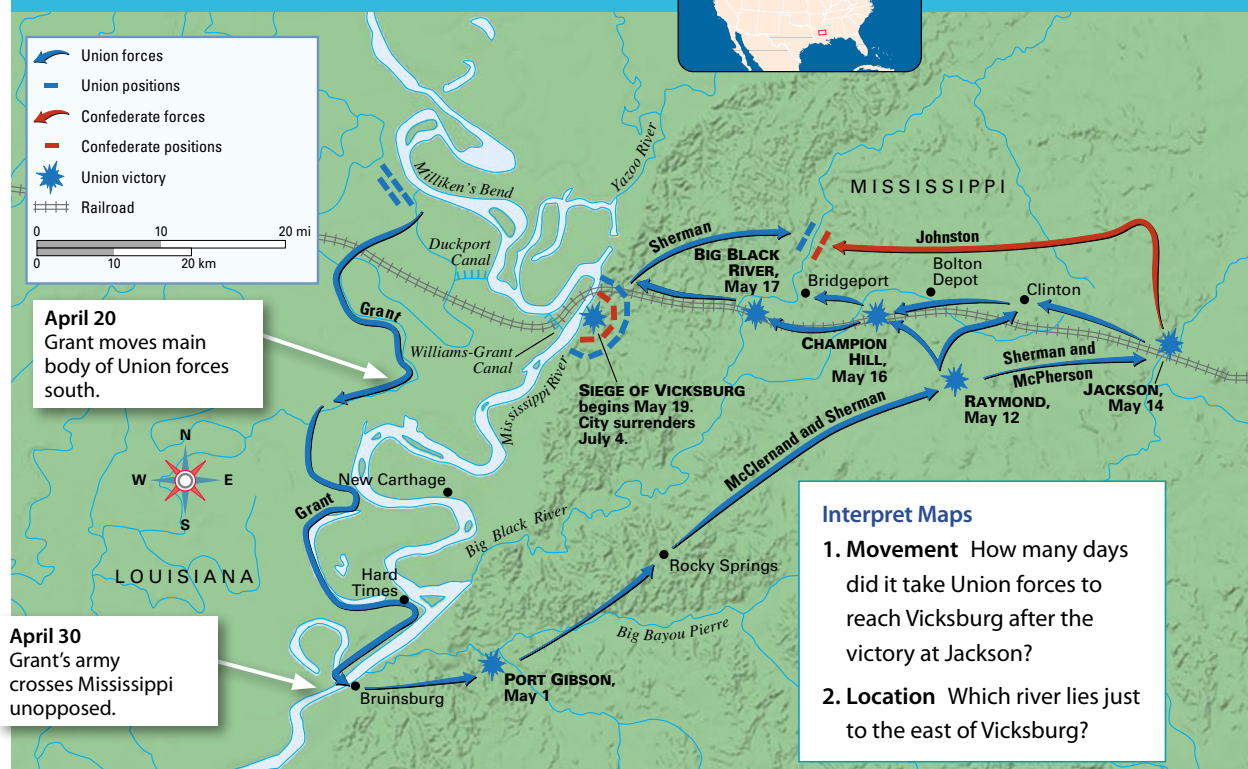 Union forces
Union positions
Confederate forces
Confederate positions
Union victory
Railroad
0 10 20 mi
0 10 20 km
April 20
Grant moves main
body of Union forces
south.
N
W E
S
LOUISIANA
April 30
Grant's army
crosses Mississippi
unopposed.
Milliken's Bend
Yazoo River
Duckport
Canal
Grant
Williams-Grant
Canal
Mississippi River
SIEGE OF VICKSBURG
begins May 19.
City surrenders
July 4.
MISSISSIPPI
Sherman
Johnston
BIG BLACK
RIVER,
May 17
Bridgeport
Bolton
Depot
Clinton
CHAMPION
HILL,
May 16
Sherman and
McPherson
RAYMOND,
May 12
JACKSON,
May 14
McClernand and Sherman
New Carthage
Grant
Big Black River
Hard
Times
Rocky Springs
Big Bayou Pierre
Bruinsburg
PORT GIBSON,
May 1
Interpret Maps
1. Movement How many days
did it take Union forces to
reach Vicksburg after the
victory at Jackson?
2. Location Which river lies just
to the east of Vicksburg?